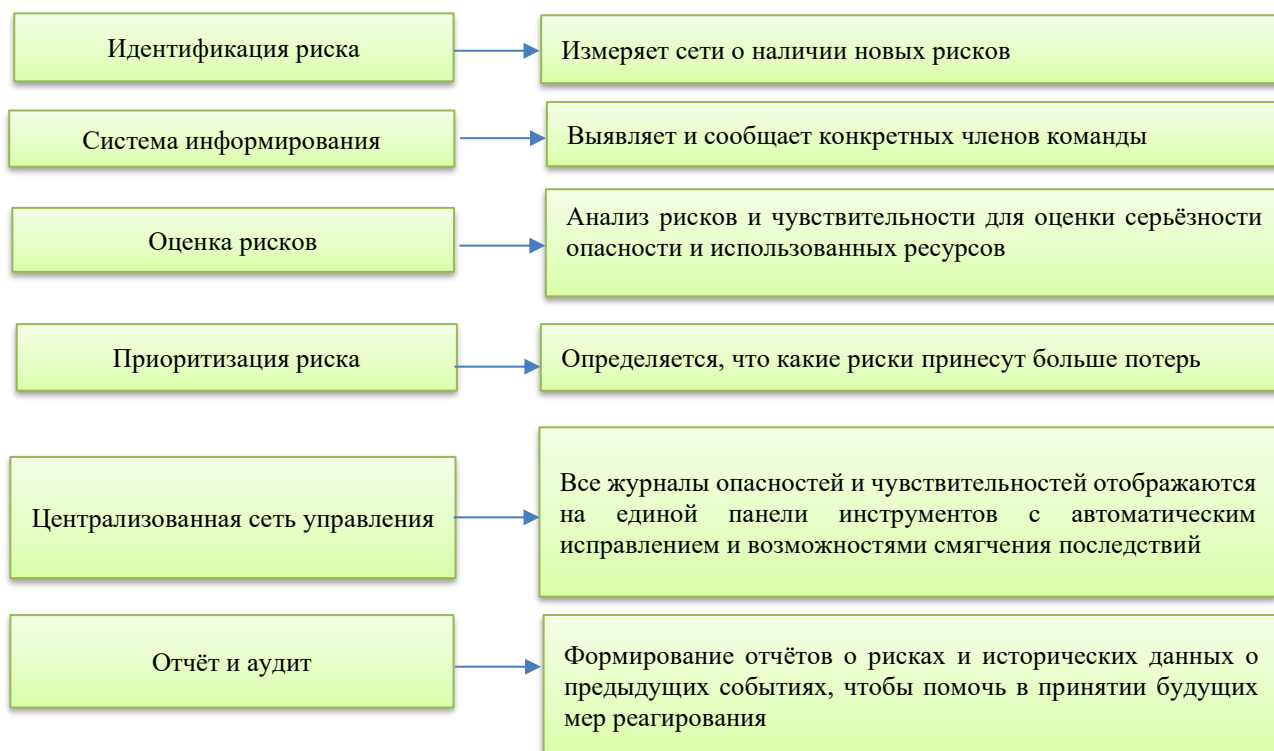 Идентификация риска
Измеряет сети о наличии новых рисков
Система информирования
Выявляет и сообщает конкретных членов команды
Оценка рисков
Анализ рисков и чувствительности для оценки серьёзности
опасности и использованных ресурсов
Приоритизация риска
Определяется, что какие риски принесут больше потерь
Централизованная сеть управления
Все журналы опасностей и чувствительностей отображаются
на единой панели инструментов с автоматическим
исправлением и возможностями смягчения последствий
Отчёт и аудит
Формирование отчётов о рисках и исторических данных о
предыдущих событиях, чтобы помочь в принятии будущих
мер реагирования